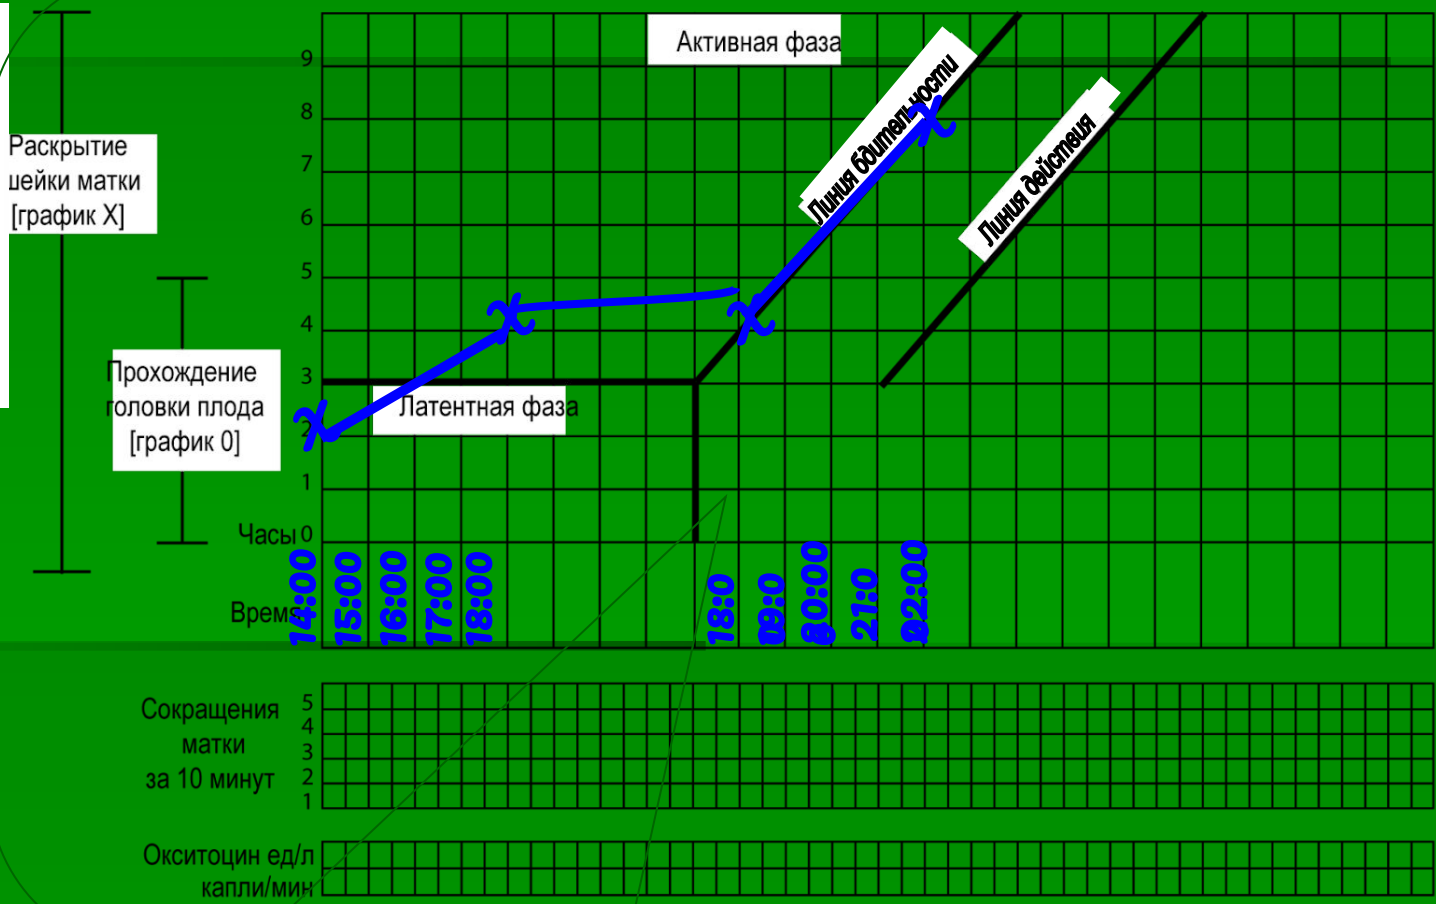 Активная фаза
9
8
7
6
5
4
3
2
1
0
Линия бдительности
Линия действия
Раскрытие
шейки матки
[график X]
Прохождение
головки плода
[график 0]
Латентная фаза
Часы
Время
14:00
15:00
16:00
17:00
18:00
18:0
21:0
Сокращения
матки
за 10 минут
5
4
3
2
1
Окситоцин ед/л
капли/мин